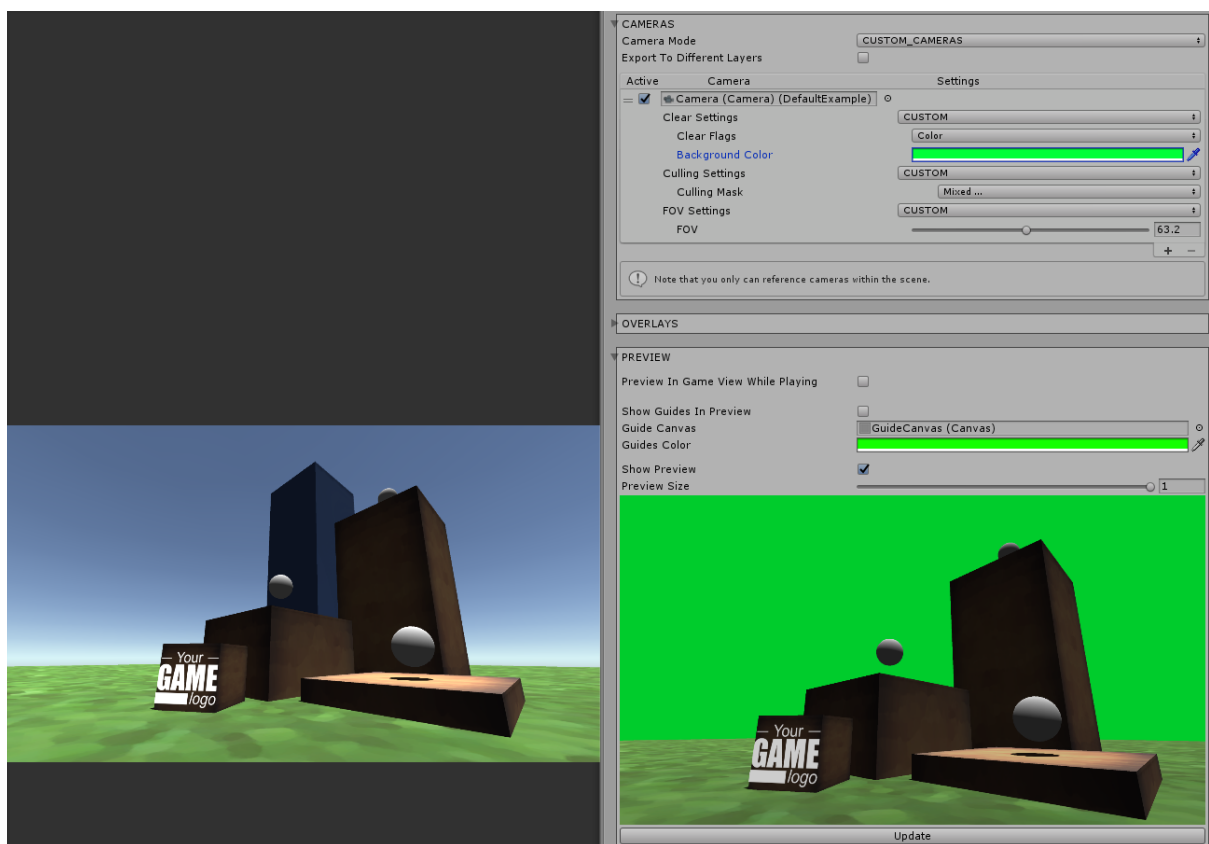 CAMERAS
Camera Mode CUSTOM_CAMERAS
Export To Different Layers
Active Camera Settings
Camera (Camera) (DefaultExample)
Clear Settings CUSTOM
Clear Flags Color
Background Color
Culling Settings CUSTOM
Culling Mask Mixed ...
FOV Settings CUSTOM
FOV 63.2
+ −
Note that you only can reference cameras within the scene.
OVERLAYS
PREVIEW
Preview In Game View While Playing
Show Guides In Preview
Guide Canvas GuideCanvas (Canvas)
Guides Color
Show Preview
Preview Size 1
Your
GAME
logo
Your
GAME
logo
Update